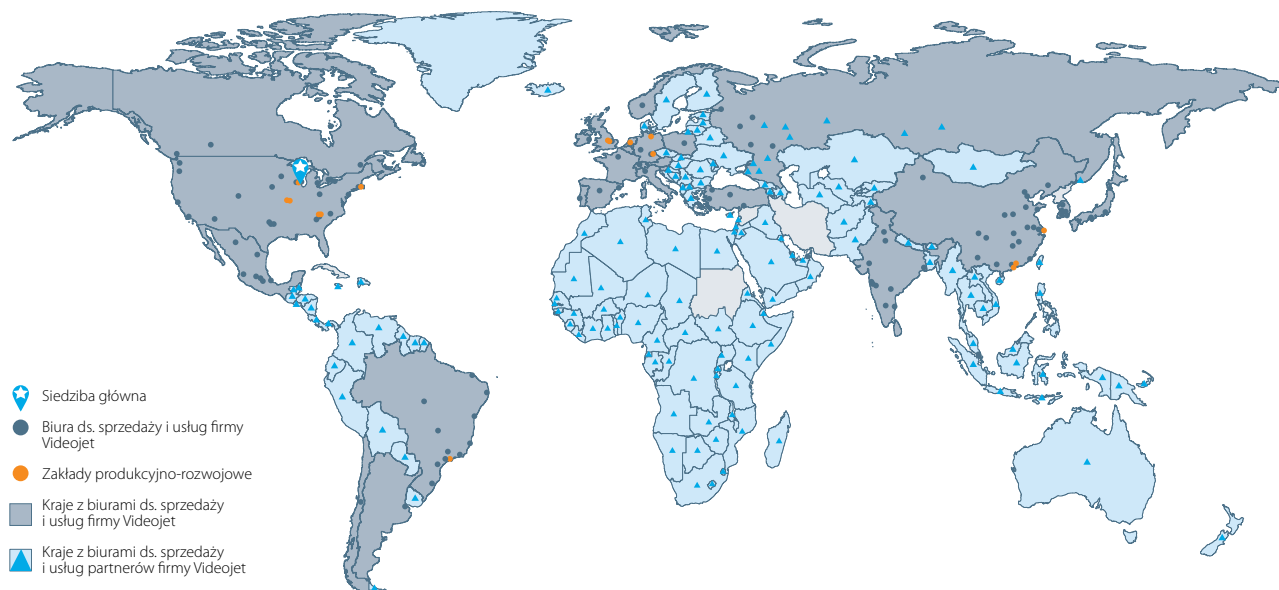 Siedziba główna
Biura ds. sprzedaży i usług firmy
Videojet
Zakłady produkcyjno-rozwojowe
Kraje z biurami ds. sprzedaży
i usług firmy Videojet
Kraje z biurami ds. sprzedaży
i usług partnerów firmy Videojet